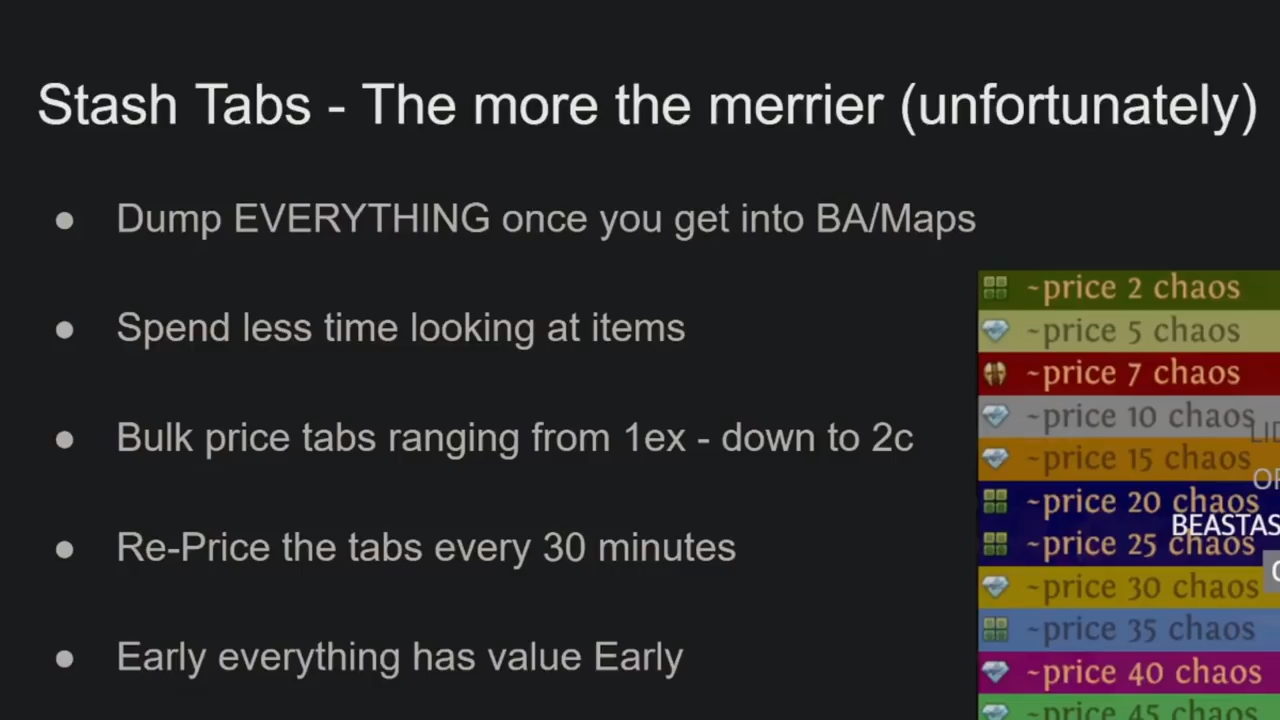 Stash Tabs - The more the merrier (unfortunately)
● Dump EVERYTHING once you get into BA/Maps
● Spend less time looking at items
● Bulk price tabs ranging from 1ex - down to 2c
● Re-Price the tabs every 30 minutes
● Early everything has value Early
~price 2 chaos
~price 5 chaos
~price 7 chaos
~price 10 chaos
~price 15 chaos
~price 20 chaos
~price 25 chaos
~price 30 chaos
~price 35 chaos
~price 40 chaos
~price 45 chaos
BEASTAS